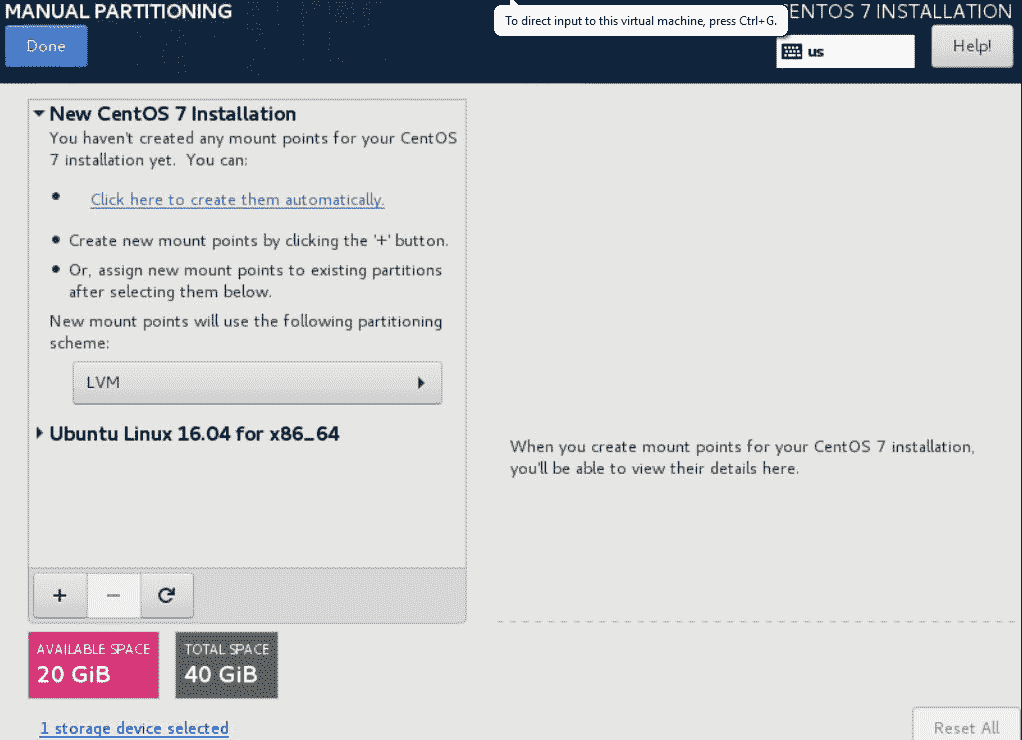 MANUAL PARTITIONING
ENTOS 7 INSTALLATION
To direct input to this virtual machine, press Ctrl+G.
Done
us
Help!
New CentOS 7 Installation
You haven't created any mount points for your CentOS
7 installation yet. You can:
Click here to create them automatically.
Create new mount points by clicking the '+' button.
Or, assign new mount points to existing partitions
after selecting them below.
New mount points will use the following partitioning
scheme:
LVM
Ubuntu Linux 16.04 for x86_64
When you create mount points for your CentOS 7 installation,
you'll be able to view their details here.
+
−
AVAILABLE SPACE
20 GiB
TOTAL SPACE
40 GiB
1 storage device selected
Reset All